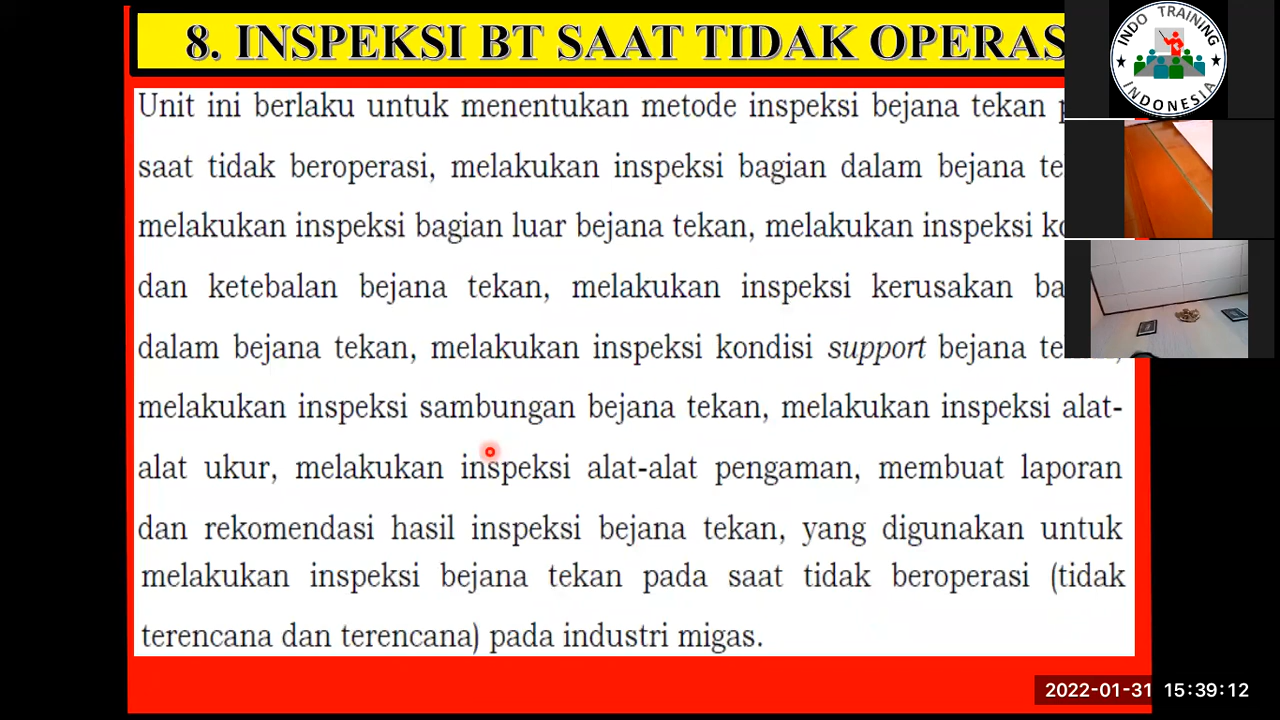 8. INSPEKSI BT SAAT TIDAK OPERAS
Unit ini berlaku untuk menentukan metode inspeksi bejana tekan
saat tidak beroperasi, melakukan inspeksi bagian dalam bejana
melakukan inspeksi bagian luar bejana tekan, melakukan inspeksi
dan ketebalan bejana tekan, melakukan inspeksi kerusakan
dalam bejana tekan, melakukan inspeksi kondisi support bejana
melakukan inspeksi sambungan bejana tekan, melakukan inspeksi alat-
alat ukur, melakukan inspeksi alat-alat pengaman, membuat laporan
dan rekomendasi hasil inspeksi bejana tekan, yang digunakan untuk
melakukan inspeksi bejana tekan pada saat tidak beroperasi (tidak
terencana dan terencana) pada industri migas.
INDO TRAINING
INDONESIA
2022-01-31 15:39:12